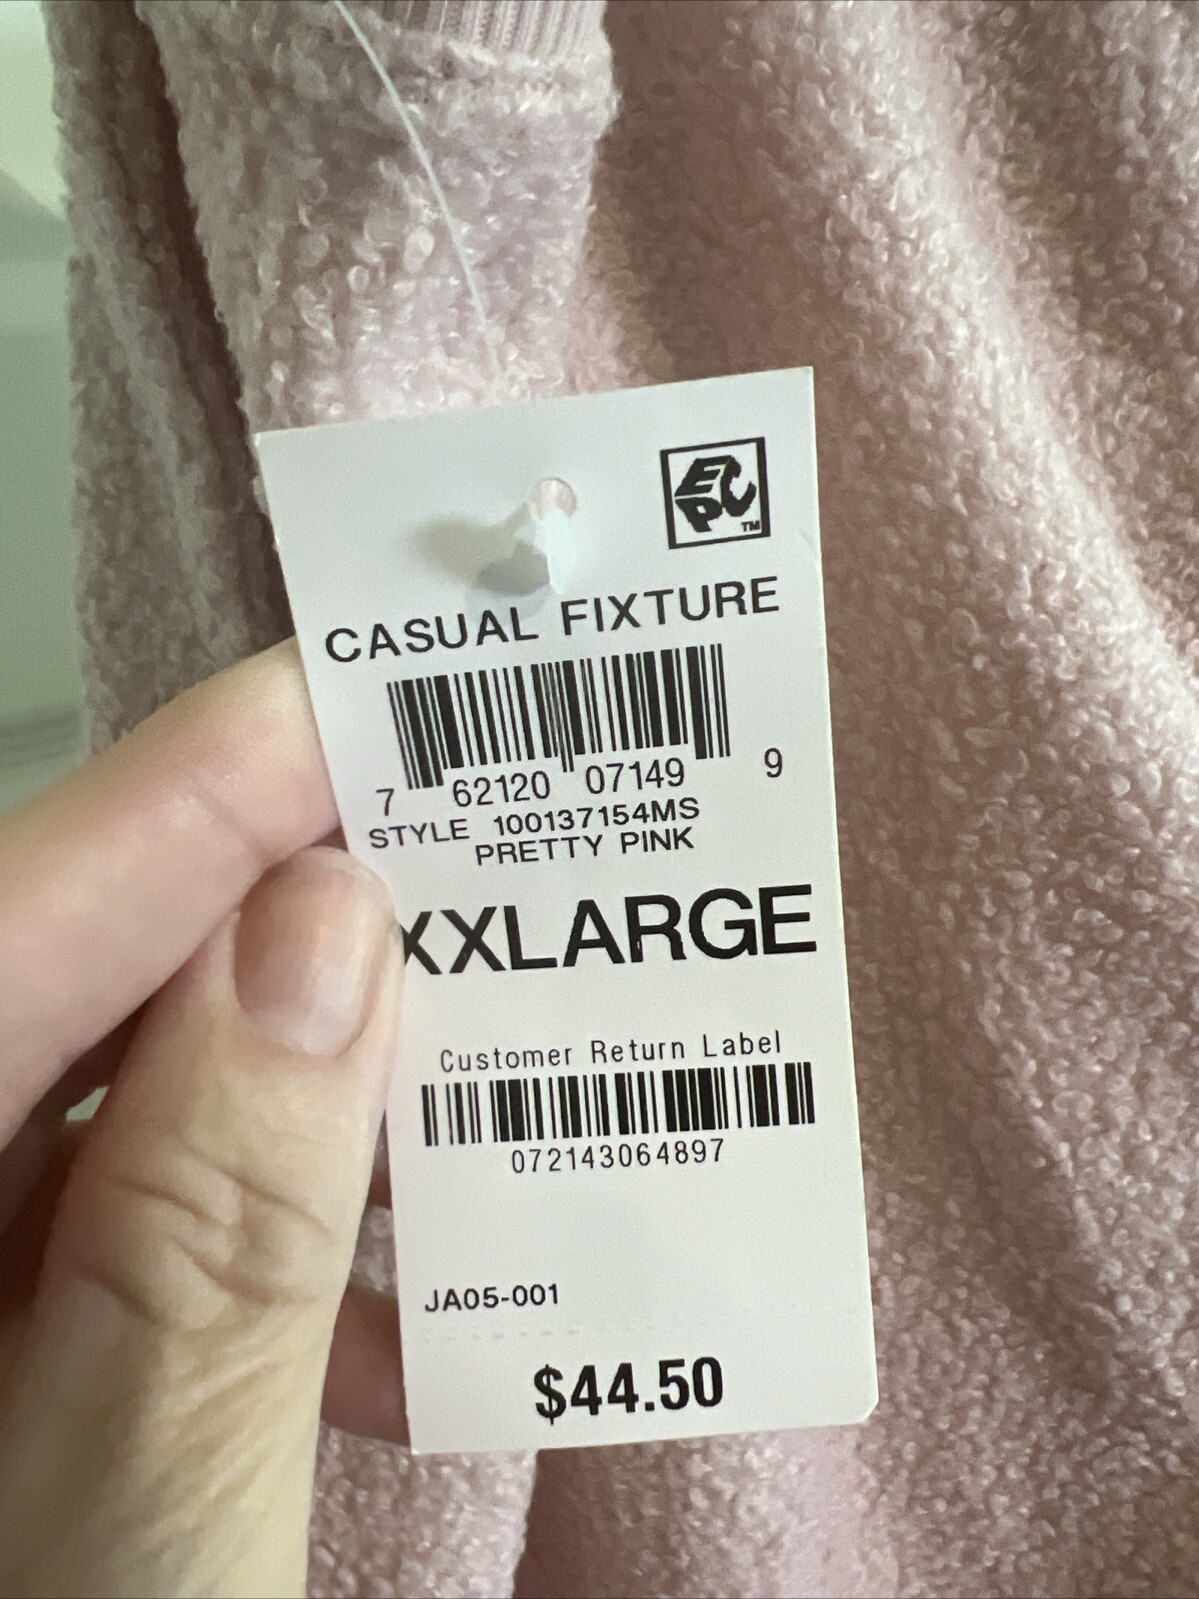 EPC
TM
CASUAL FIXTURE
7 62120 07149 9
STYLE 100137154MS
PRETTY PINK
XXLARGE
Customer Return Label
072143064897
JA05-001
$44.50